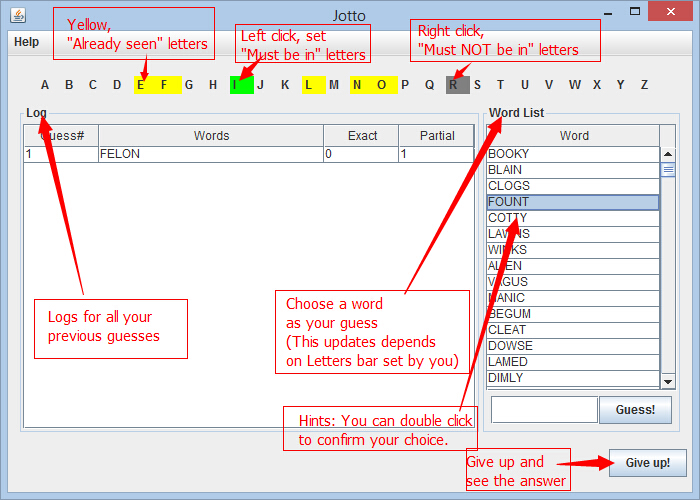 Jotto
Help
Yellow,
"Already seen" letters
Left click, set
"Must be in" letters
Right click,
"Must NOT be in" letters
A B C D E F G H I J K L M N O P Q R S T U V W X Y Z
Log
Guess# Words Exact Partial
1 FELON 0 1
Word List
Word
BOOKY
BLAIN
CLOGS
FOUNT
COTTY
LAWNS
WINKS
VAGUS
MANIC
BEGUM
CLEAT
DOWSE
LAMED
DIMLY
Logs for all your
previous guesses
Choose a word
as your guess
(This updates depends
on Letters bar set by you)
Hints: You can double click
to confirm your choice.
Guess!
Give up and
see the answer
Give up!